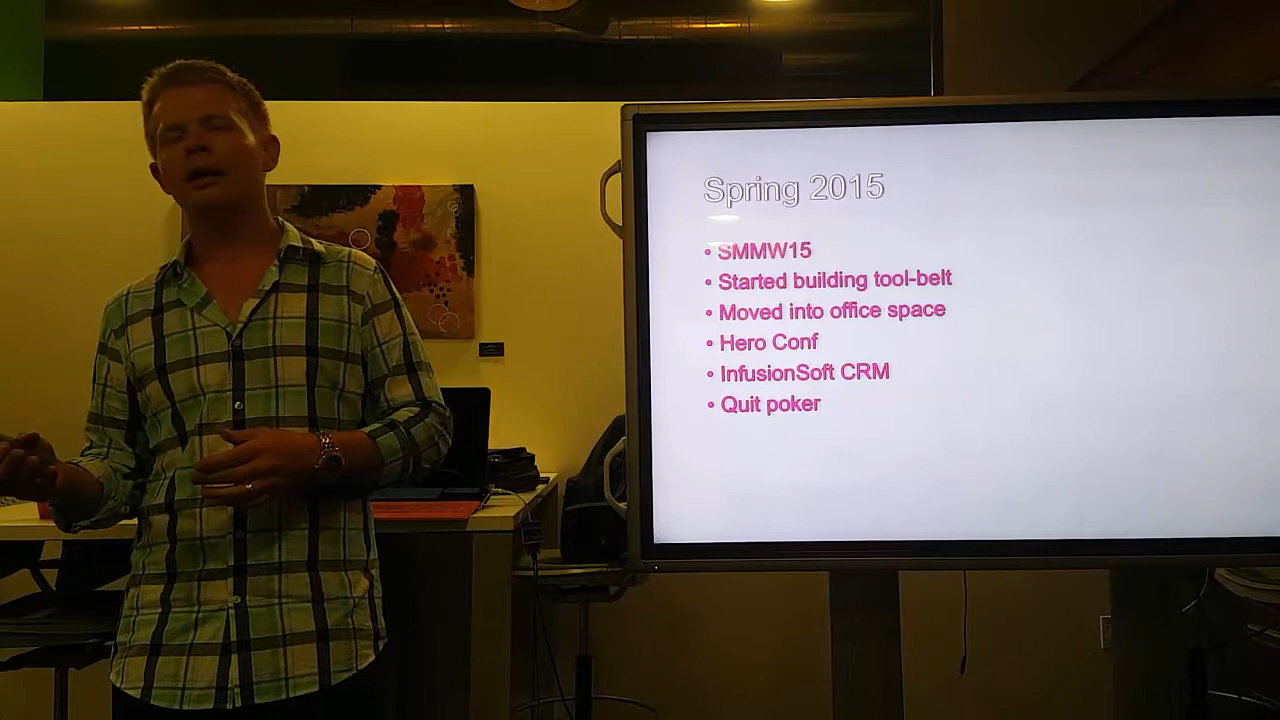 Spring 2015
• SMMW15
• Started building tool-belt
• Moved into office space
• Hero Conf
• InfusionSoft CRM
• Quit poker